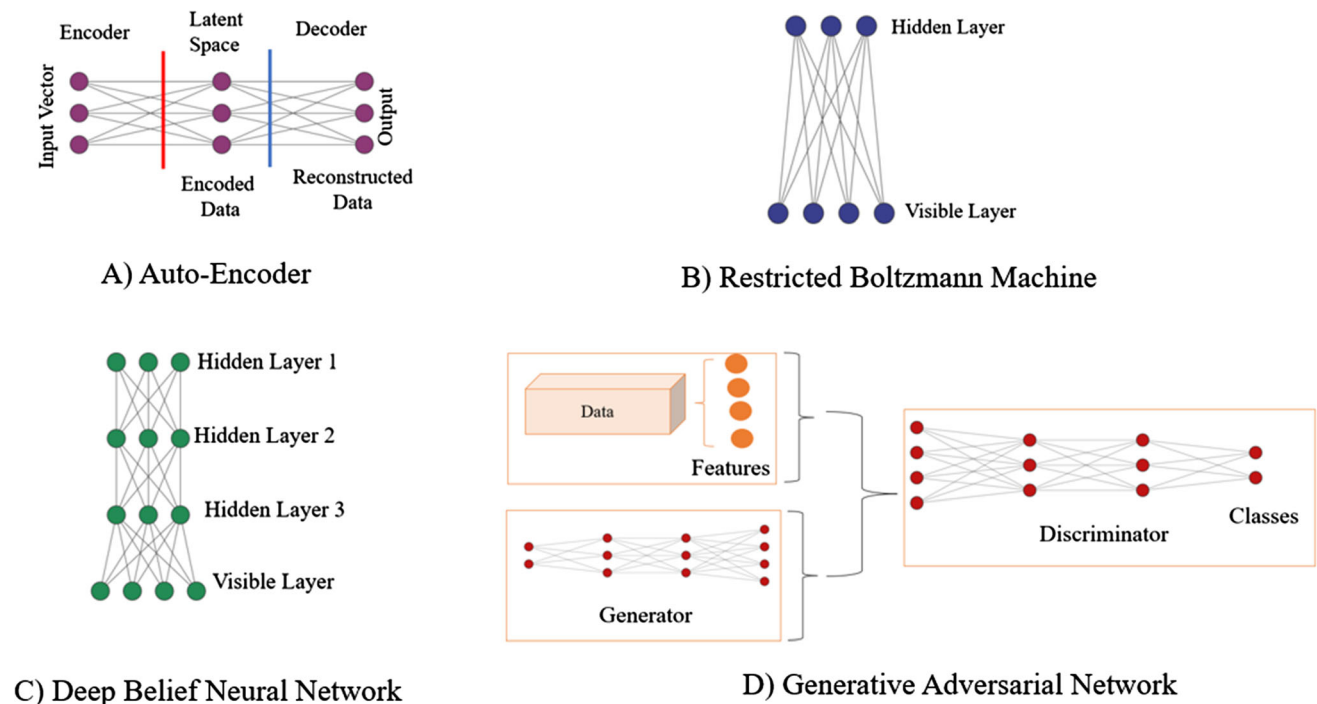 Encoder
Latent
Space
Decoder
Input Vector
Output
Encoded
Data
Reconstructed
Data
A) Auto-Encoder
Hidden Layer
Visible Layer
B) Restricted Boltzmann Machine
Hidden Layer 1
Hidden Layer 2
Hidden Layer 3
Visible Layer
C) Deep Belief Neural Network
Data
Features
Generator
Discriminator
Classes
D) Generative Adversarial Network